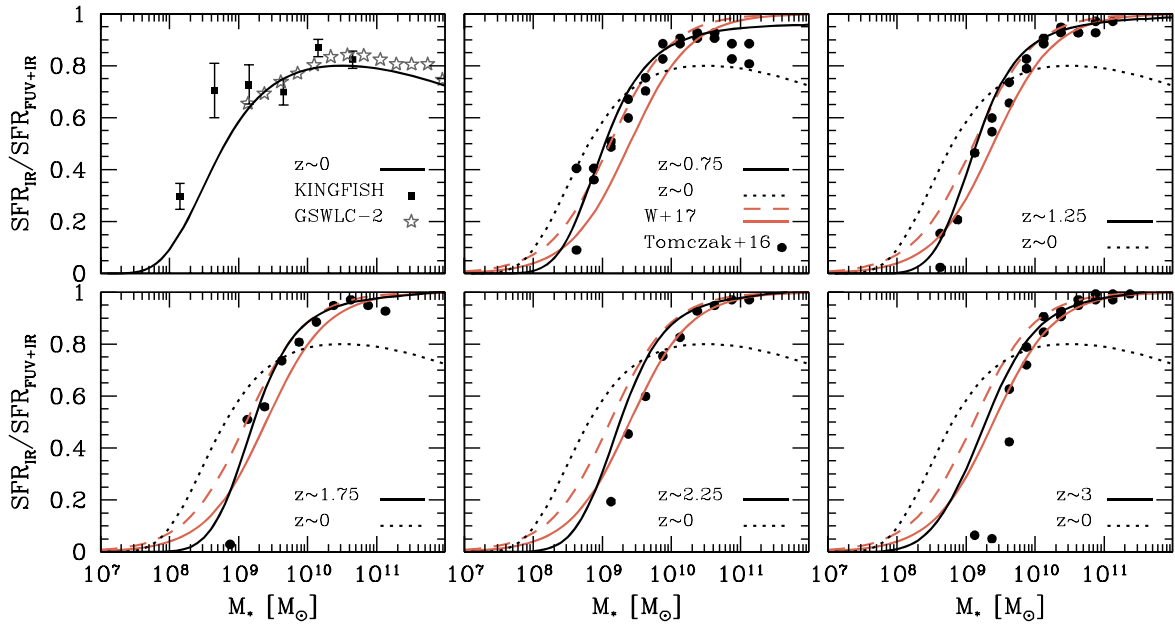 1
0.8
0.6
0.4
0.2
0
SFR_IR/SFR_FUV+IR
z~0
KINGFISH
GSWLC-2
z~0.75
z~0
W+17
Tomczak+16
z~1.25
z~0
1
0.8
0.6
0.4
0.2
0
SFR_IR/SFR_FUV+IR
z~1.75
z~0
z~2.25
z~0
z~3
z~0
10^7 10^8 10^9 10^10 10^11
10^7 10^8 10^9 10^10 10^11
10^7 10^8 10^9 10^10 10^11
M_* [M_⊙]
M_* [M_⊙]
M_* [M_⊙]